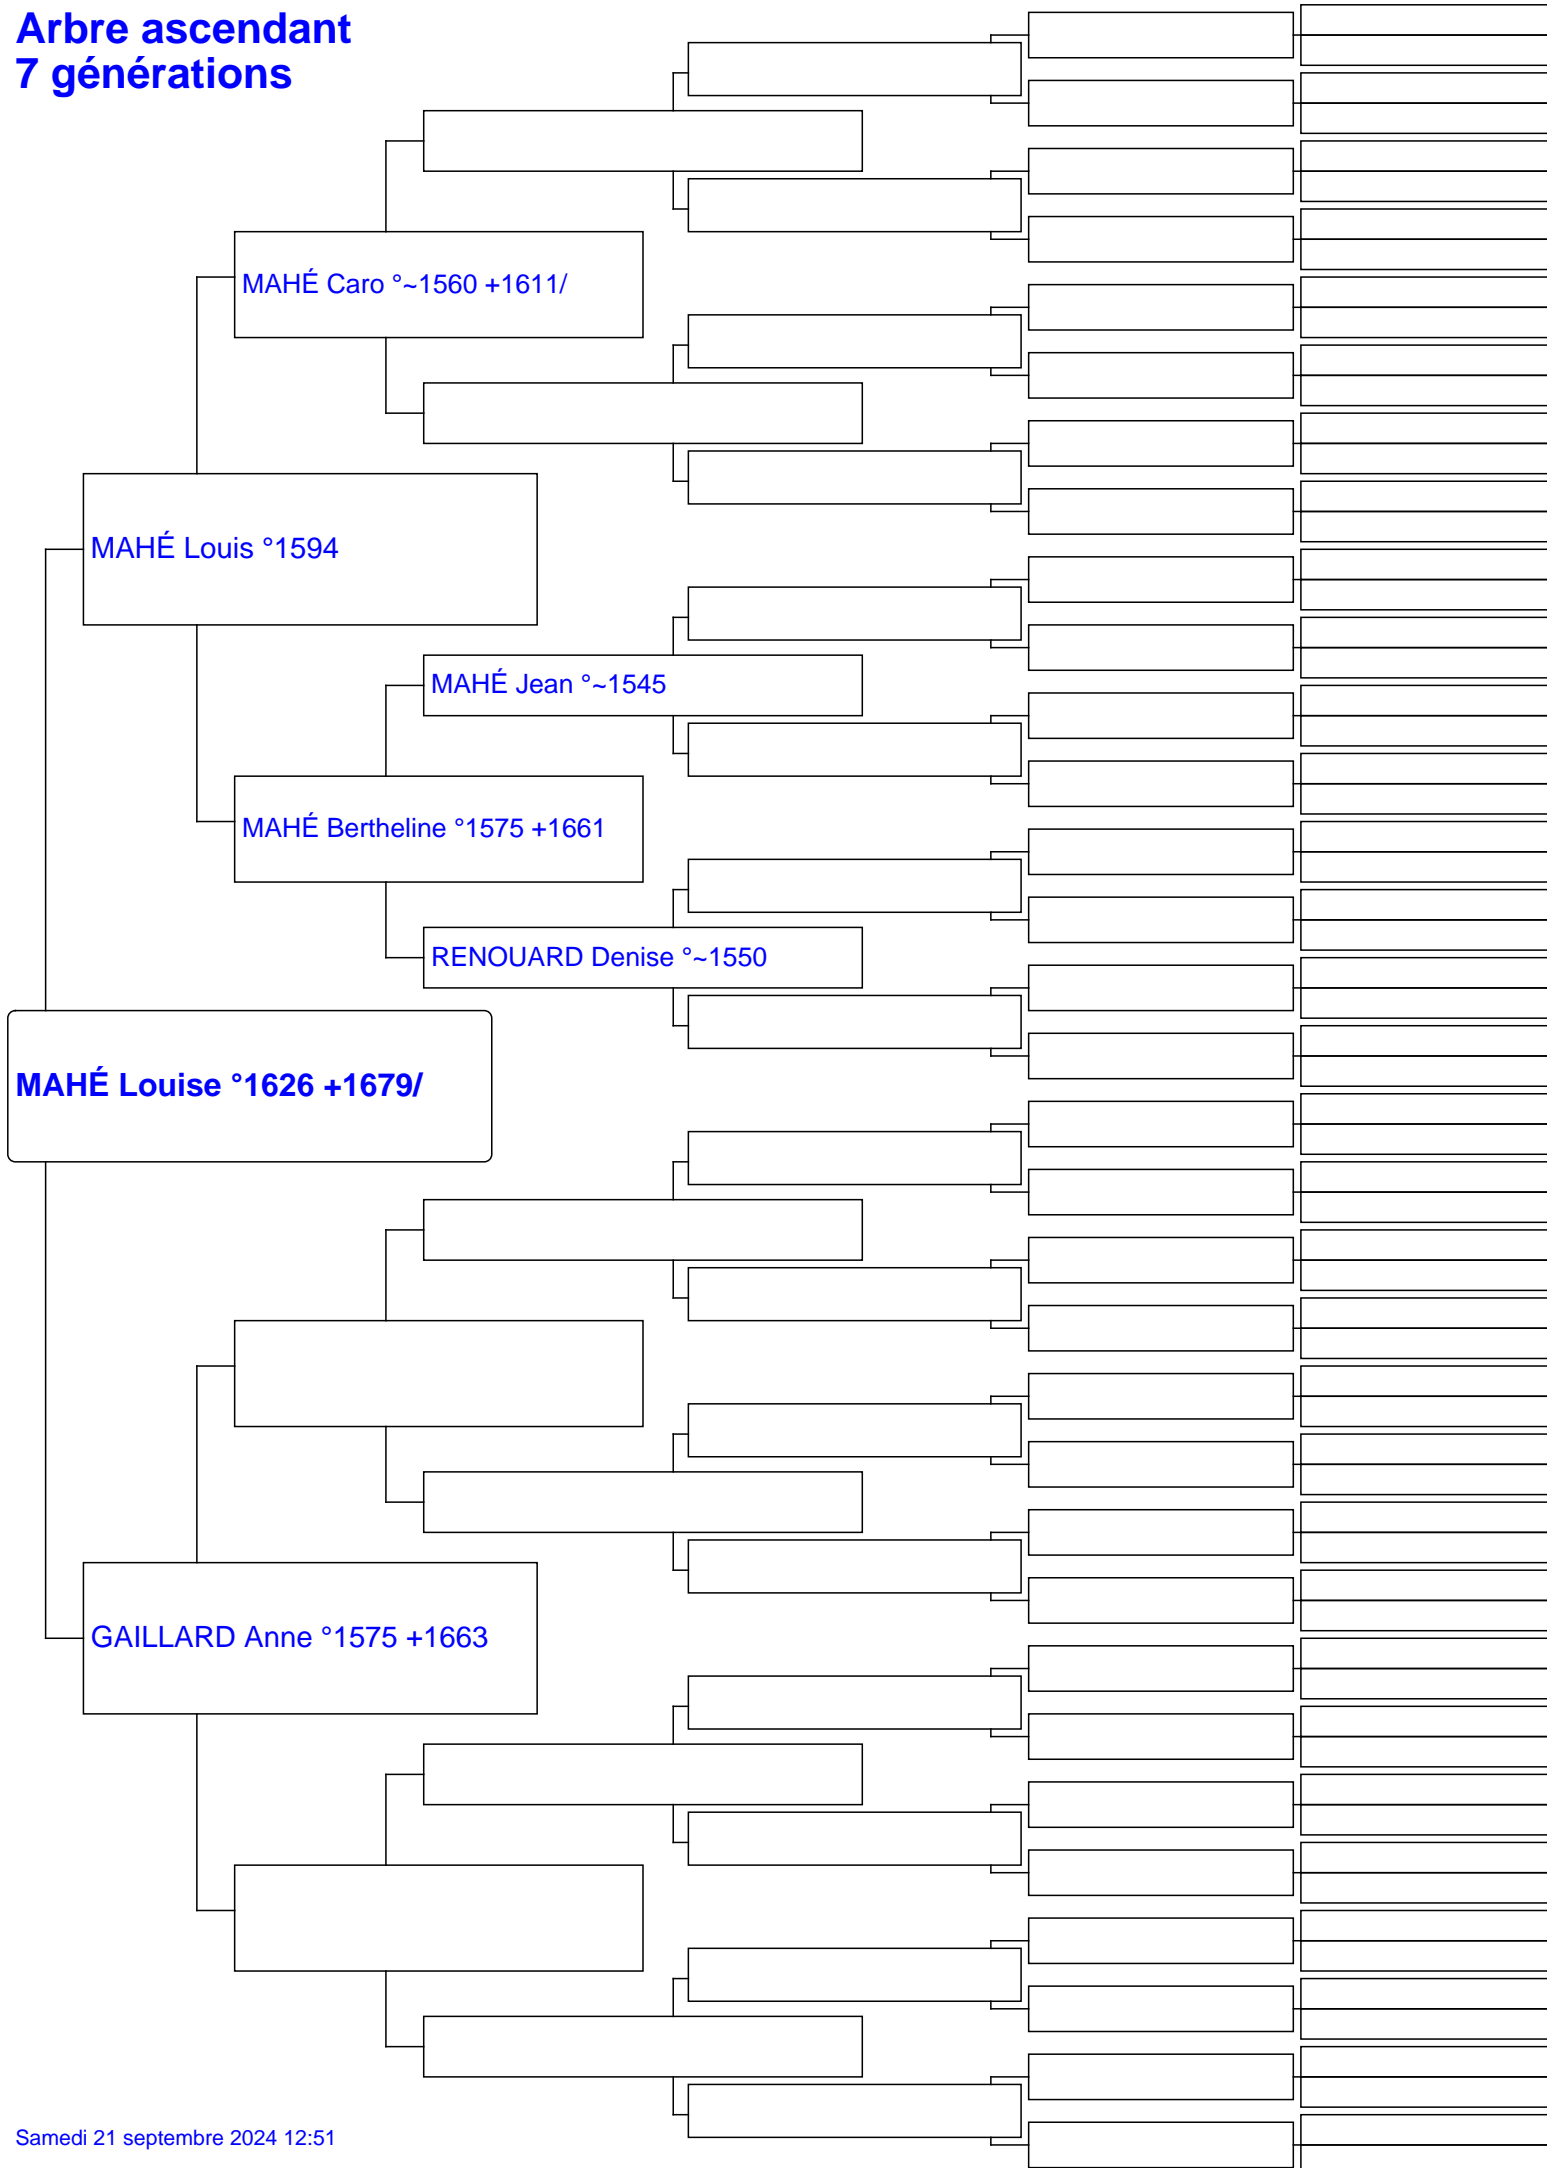 Arbre ascendant
7 générations
MAHÉ Caro °~1560 +1611/
MAHÉ Louis °1594
MAHÉ Jean °~1545
MAHÉ Bertheline °1575 +1661
RENOUARD Denise °~1550
MAHÉ Louise °1626 +1679/
GAILLARD Anne °1575 +1663
Samedi 21 septembre 2024 12:51